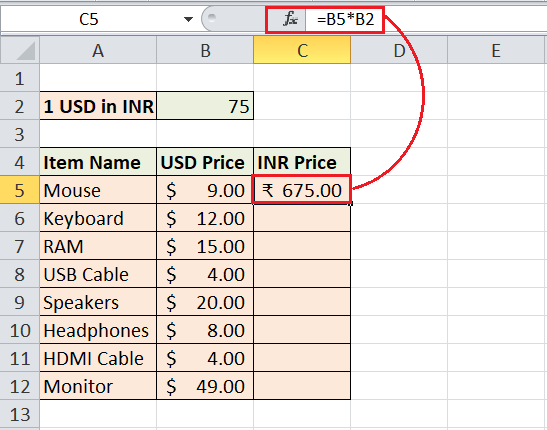 C5 fx =B5*B2
A B C D E
1
2 1 USD in INR 75
3
4 Item Name USD Price INR Price
5 Mouse $ 9.00 ₹ 675.00
6 Keyboard $ 12.00
7 RAM $ 15.00
8 USB Cable $ 4.00
9 Speakers $ 20.00
10 Headphones $ 8.00
11 HDMI Cable $ 4.00
12 Monitor $ 49.00
13